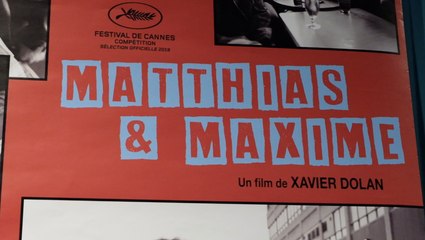 FESTIVAL DE CANNES
COMPÉTITION
SÉLECTION OFFICIELLE 2019
MATTHIAS
& MAXIME
Un film de XAVIER DOLAN